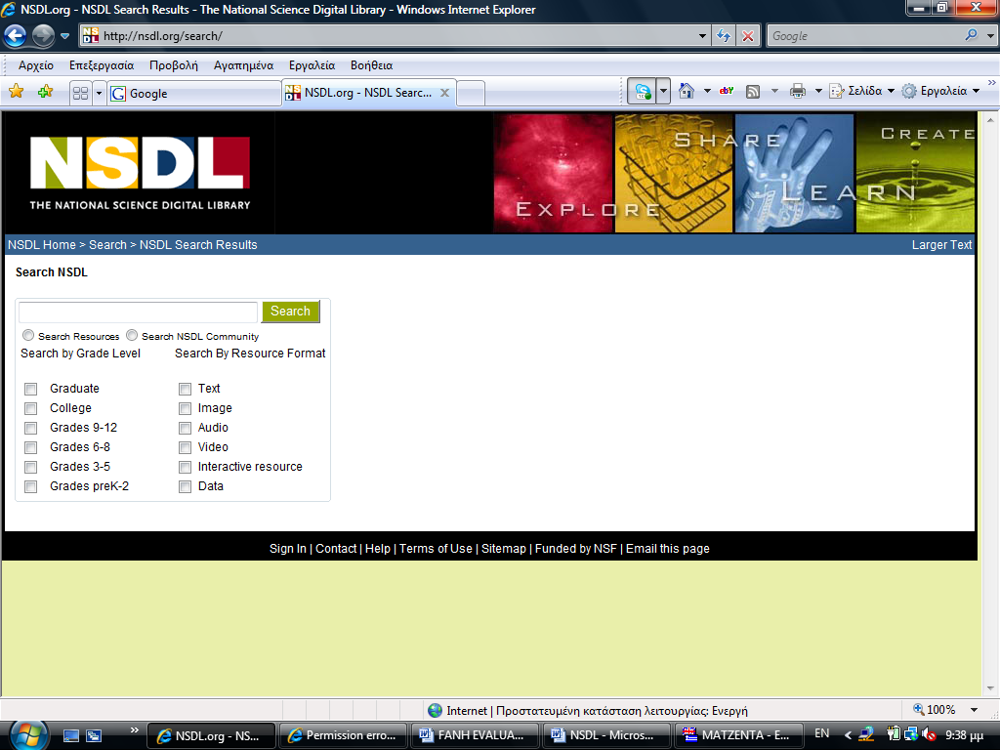 NSDL.org - NSDL Search Results - The National Science Digital Library - Windows Internet Explorer
http://nsdl.org/search/
Google
Αρχείο Επεξεργασία Προβολή Αγαπημένα Εργαλεία Βοήθεια
Google
NSDL.org - NSDL Searc...
ebY
Σελίδα
Εργαλεία
NSDL
THE NATIONAL SCIENCE DIGITAL LIBRARY
EXPLORE SHARE LEARN CREATE
NSDL Home > Search > NSDL Search Results
Larger Text
Search NSDL
Search
Search Resources Search NSDL Community
Search by Grade Level Search By Resource Format
Graduate Text
College Image
Grades 9-12 Audio
Grades 6-8 Video
Grades 3-5 Interactive resource
Grades preK-2 Data
Sign In | Contact | Help | Terms of Use | Sitemap | Funded by NSF | Email this page
Internet | Προστατευμένη κατάσταση λειτουργίας: Ενεργή
100%
NSDL.org - NS... Permission erro... FANH EVALUA... NSDL - Micros... MATZENTA - E... EN 9:38 μμ